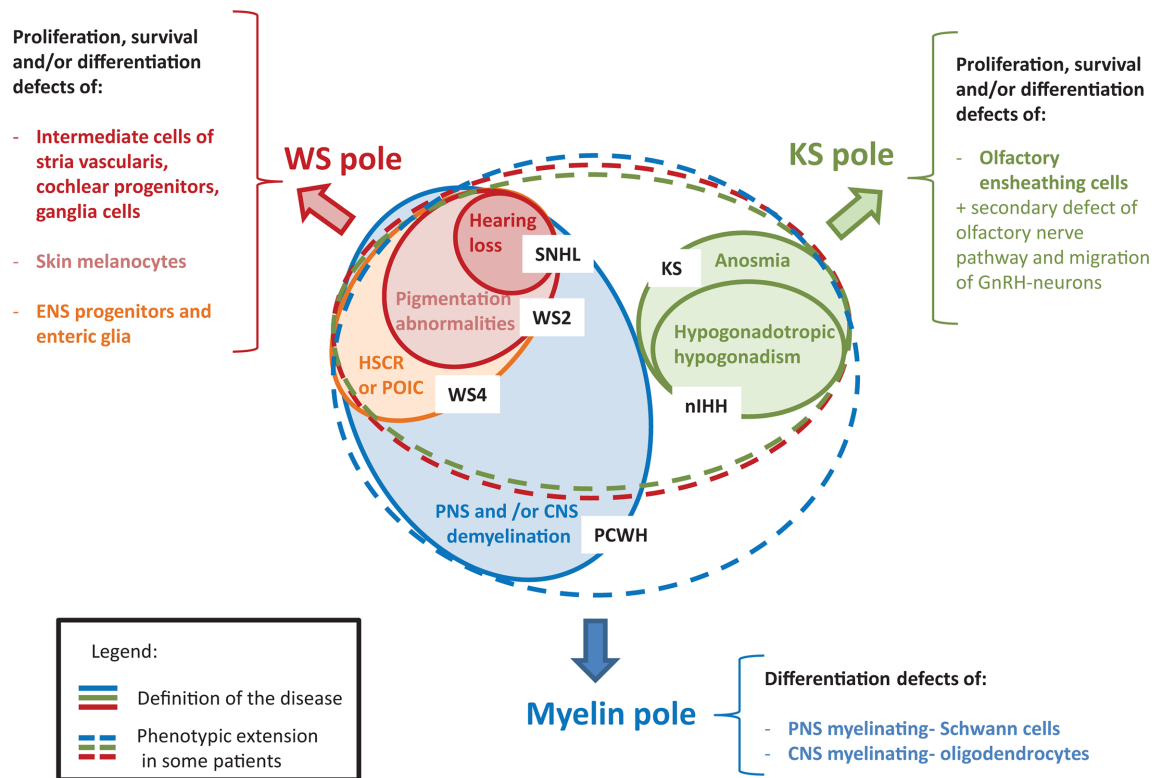 Proliferation, survival
and/or differentiation
defects of:
- Intermediate cells of
stria vascularis,
cochlear progenitors,
ganglia cells
- Skin melanocytes
- ENS progenitors and
enteric glia
WS pole
KS pole
Proliferation, survival
and/or differentiation
defects of:
- Olfactory
ensheathing cells
+ secondary defect of
olfactory nerve
pathway and migration
of GnRH-neurons
Hearing
loss
SNHL
Pigmentation
abnormalities
WS2
HSCR
or POIC
WS4
KS
Anosmia
Hypogonadotropic
hypogonadism
nIHH
PNS and /or CNS
demyelination
PCWH
Legend:
Definition of the disease
Phenotypic extension
in some patients
Myelin pole
Differentiation defects of:
- PNS myelinating- Schwann cells
- CNS myelinating- oligodendrocytes